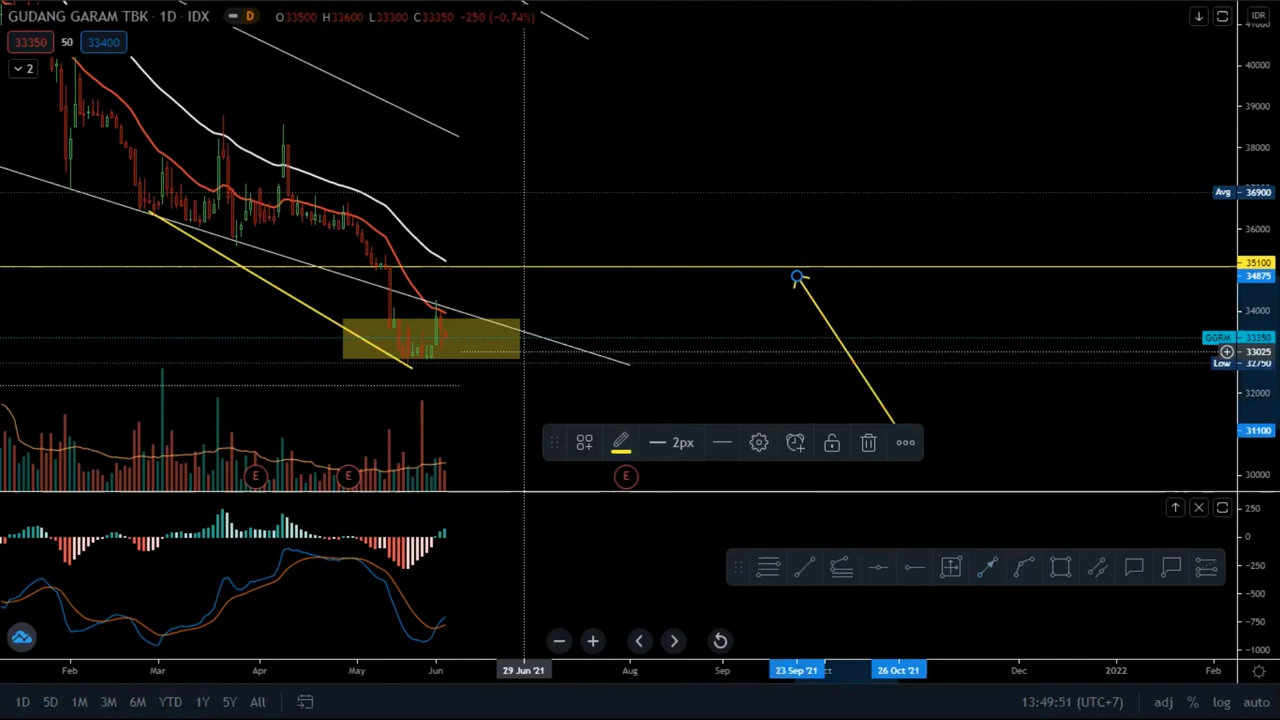 GUDANG GARAM TBK · 1D · IDX D O33500 H33600 L33300 C33350 -250 (-0.74%)
IDR
33350 50 33400
2
40000
39000
38000
Avg 36900
36000
35100
34875
34000
GGRM 33350
33025
Low 32750
32000
31100
30000
2px
E E E
250
0
-250
-500
-750
-1000
Feb Mar Apr May Jun 29 Jun '21 Aug Sep 23 Sep '21 ct 26 Oct '21 Dec 2022 Feb
1D 5D 1M 3M 6M YTD 1Y 5Y All 13:49:51 (UTC+7) adj % log auto